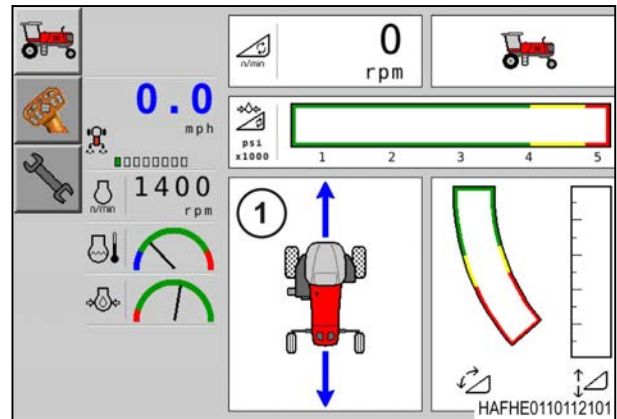 0
n/min
rpm
0.0
mph
psi
x1000
1 2 3 4 5
1400
n/min
rpm
1
HAFHE0110112101